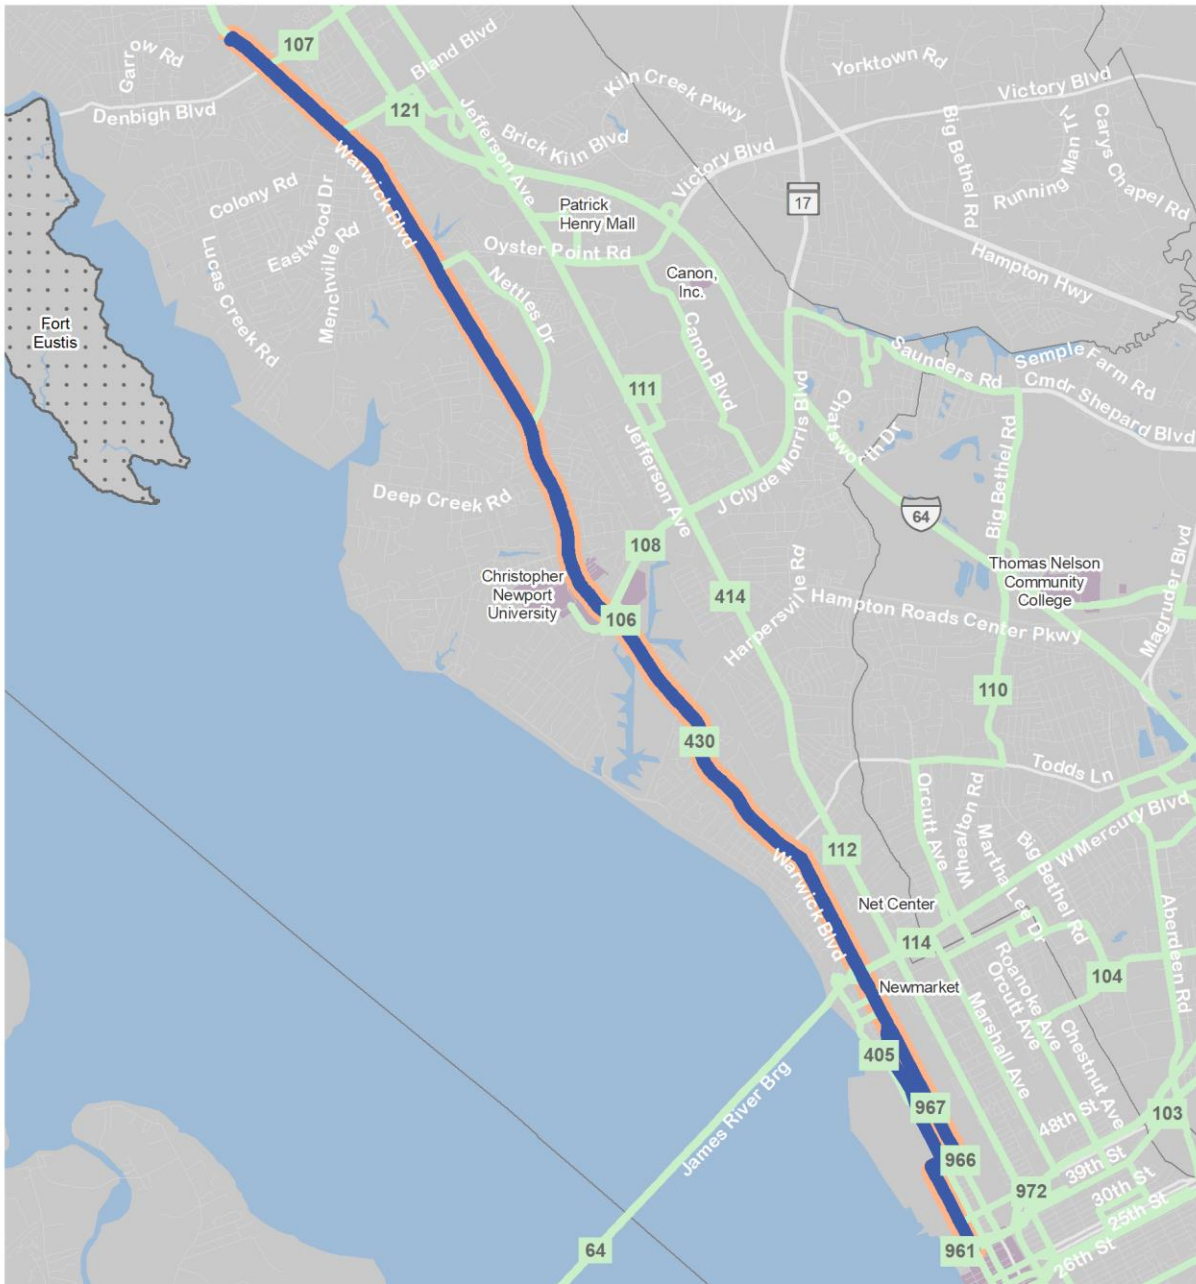 107
Garrow Rd
Bland Blvd
Denbigh Blvd
121
Jefferson Ave
Kiln Creek Pkwy
Brick Kiln Blvd
Yorktown Rd
Victory Blvd
Victory Blvd
Big Bethel Rd
Running Man Trl
Carys Chapel Rd
17
Warwick Blvd
Colony Rd
Eastwood Dr
Menchville Rd
Lucas Creek Rd
Patrick
Henry Mall
Oyster Point Rd
Nettles Dr
Canon,
Inc.
Canon Blvd
Hampton Hwy
Fort
Eustis
Saunders Rd
Semple Farm
Rd
Cmdr Shepard Blvd
111
Jefferson Ave
J Clyde Morris Blvd
Chatsworth Dr
Big Bethel Rd
64
Deep Creek Rd
108
Christopher
Newport
University
106
414
Harpersville Rd
Thomas Nelson
Community
College
Hampton Roads Center Pkwy
Magruder Blvd
110
430
Todds Ln
Orcutt Ave
Whealton Rd
Martha Lee Dr
Big Bethel Rd
W Mercury Blvd
112
Warwick Blvd
Net Center
114
Newmarket
Aberdeen Rd
104
Roanoke Ave
Orcutt Ave
Marshall Ave
Chestnut Ave
405
James River Brg
967
48th St
103
966
39th St
972
30th St
25th St
961
26th St
64